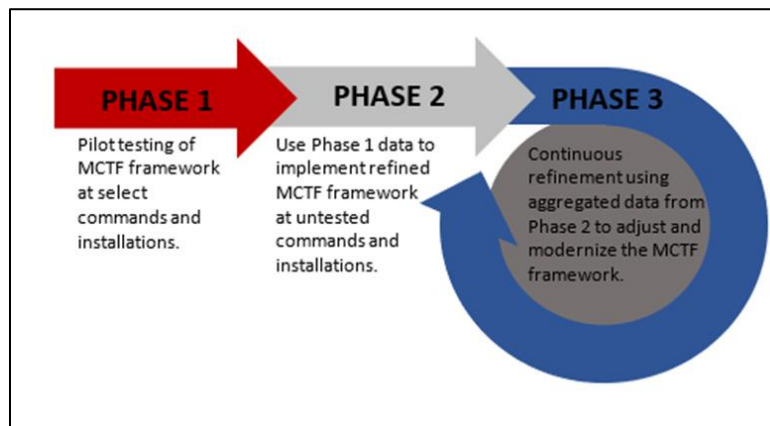 PHASE 1
Pilot testing of
MCTF framework
at select
commands and
installations.
PHASE 2
Use Phase 1 data to
implement refined
MCTF framework
at untested
commands and
installations.
PHASE 3
Continuous
refinement using
aggregated data from
Phase 2 to adjust and
modernize the MCTF
framework.